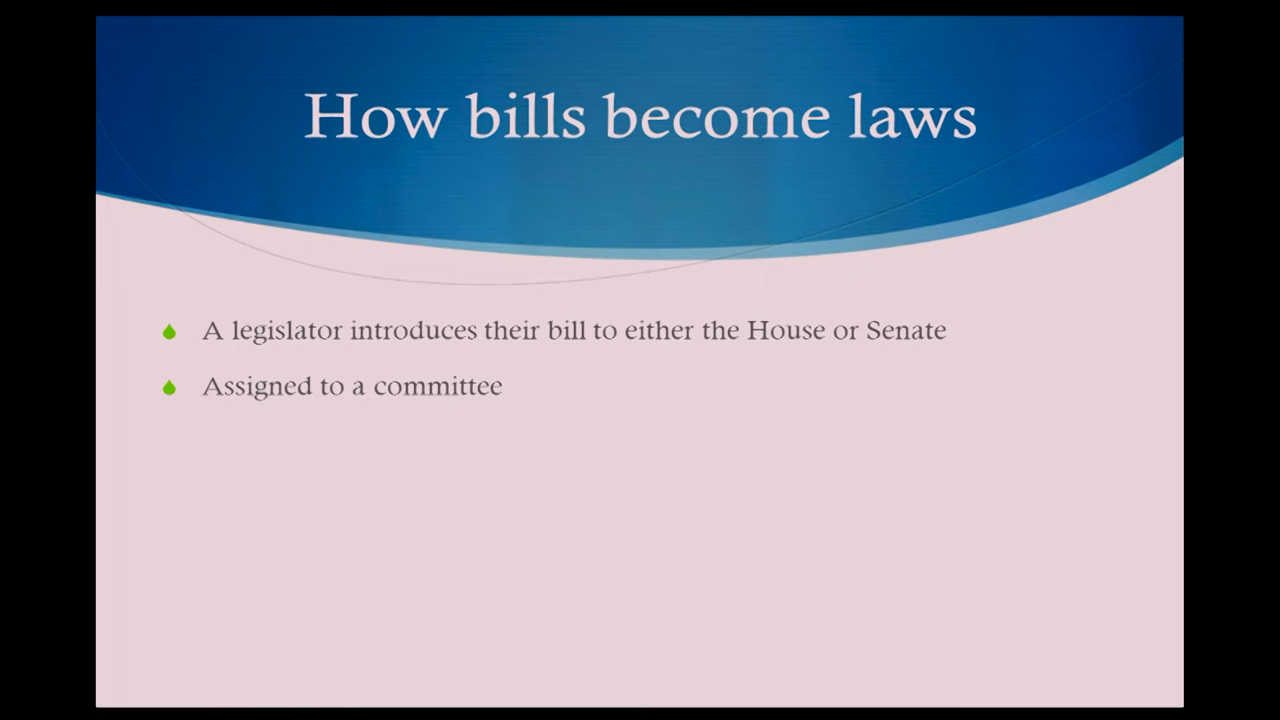 How bills become laws
A legislator introduces their bill to either the House or Senate
Assigned to a committee